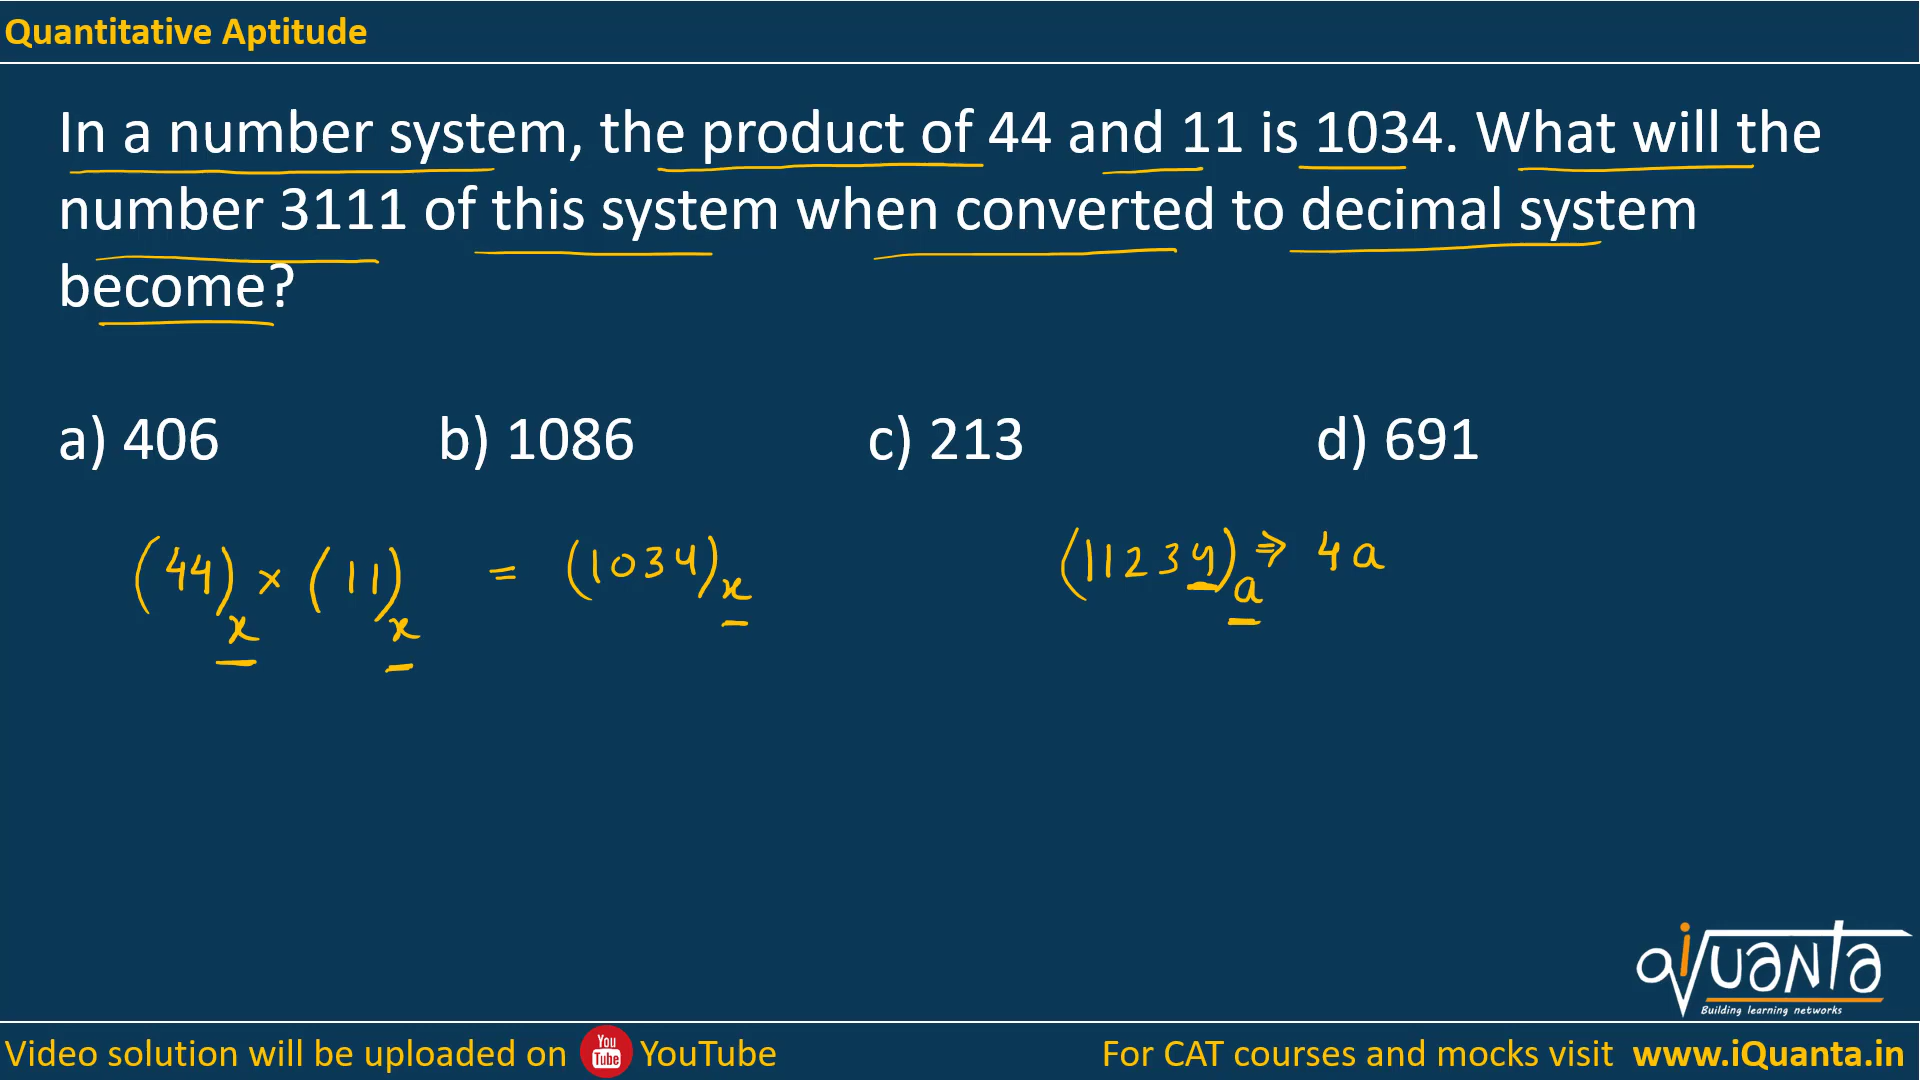 Quantitative Aptitude
In a number system, the product of 44 and 11 is 1034. What will the
number 3111 of this system when converted to decimal system
become?
a) 406 b) 1086 c) 213 d) 691
(44)x × (11)x = (1034)x (11234)a ⇒ 4a
iQuanta
Building learning networks
Video solution will be uploaded on You Tube YouTube For CAT courses and mocks visit www.iQuanta.in